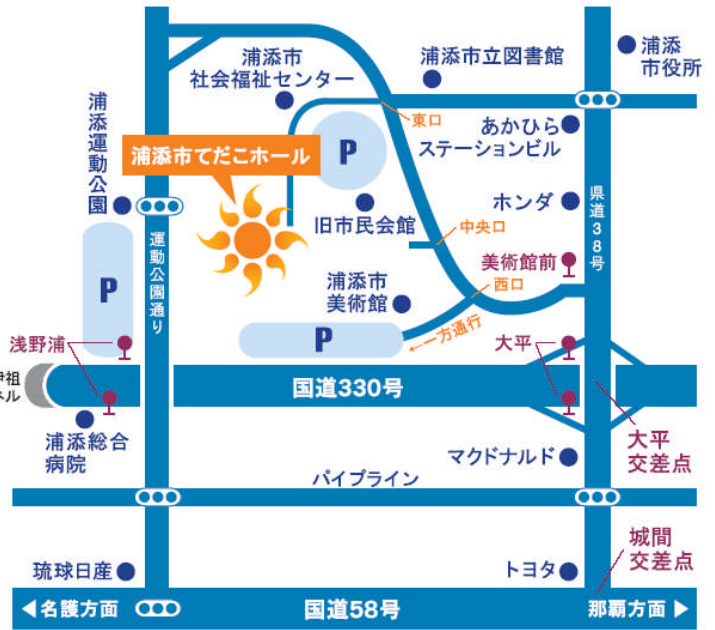 浦添市
社会福祉センター
浦添市立図書館
浦添
市役所
東口
あかひら
ステーションビル
浦添運動公園
浦添市てだこホール
P
旧市民会館
ホンダ
県道38号
中央口
美術館前
運動公園通り
P
浦添市
美術館
西口
P
一方通行
浅野浦
大平
伊祖
ネル
国道330号
浦添総合
病院
マクドナルド
大平
交差点
パイプライン
城間
交差点
琉球日産
トヨタ
名護方面
国道58号
那覇方面